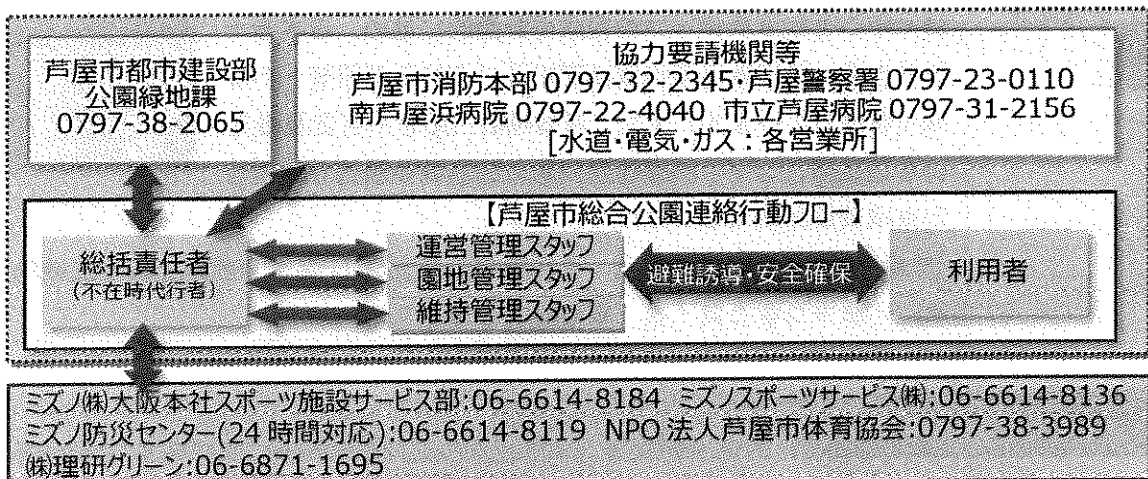 芦屋市都市建設部
公園緑地課
0797-38-2065
協力要請機関等
芦屋市消防本部 0797-32-2345・芦屋警察署 0797-23-0110
南芦屋浜病院 0797-22-4040 市立芦屋病院 0797-31-2156
[水道・電気・ガス：各営業所]
【芦屋市総合公園連絡行動フロー】
総括責任者
(不在時代行者)
運営管理スタッフ
園地管理スタッフ
維持管理スタッフ
避難誘導・安全確保
利用者
ミズノ㈱大阪本社スポーツ施設サービス部:06-6614-8184 ミズノスポーツサービス㈱:06-6614-8136
ミズノ防災センター(24 時間対応):06-6614-8119 NPO 法人芦屋市体育協会:0797-38-3989
㈱理研グリーン:06-6871-1695